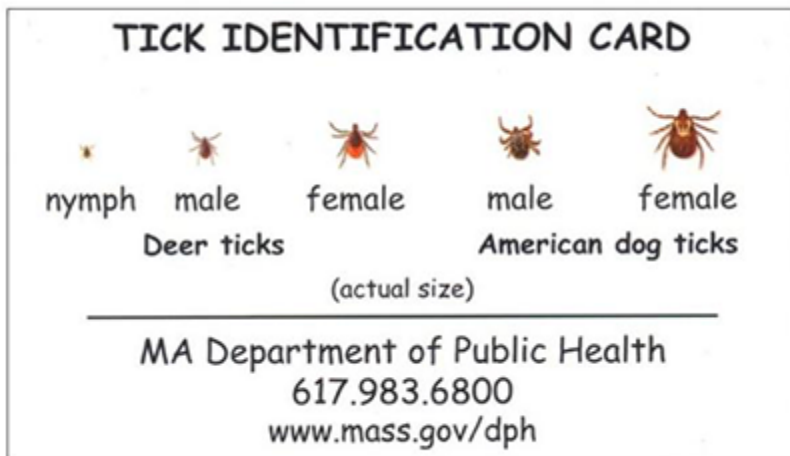 TICK IDENTIFICATION CARD
nymph male female male female
Deer ticks American dog ticks
(actual size)
MA Department of Public Health
617.983.6800
www.mass.gov/dph